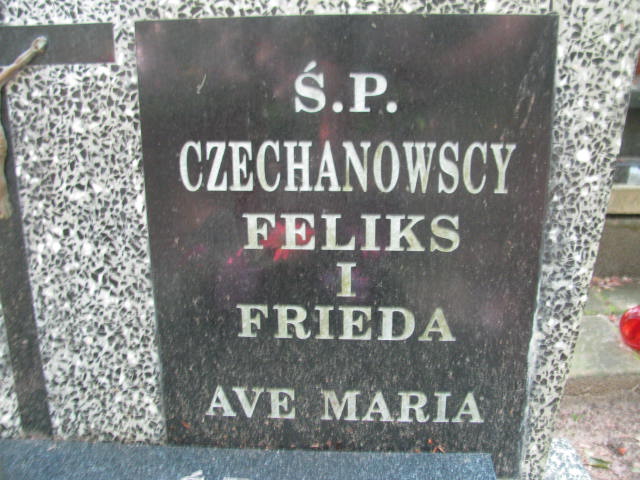 Ś.P.
CZECHANOWSCY
FELIKS
I
FRIEDA
AVE MARIA